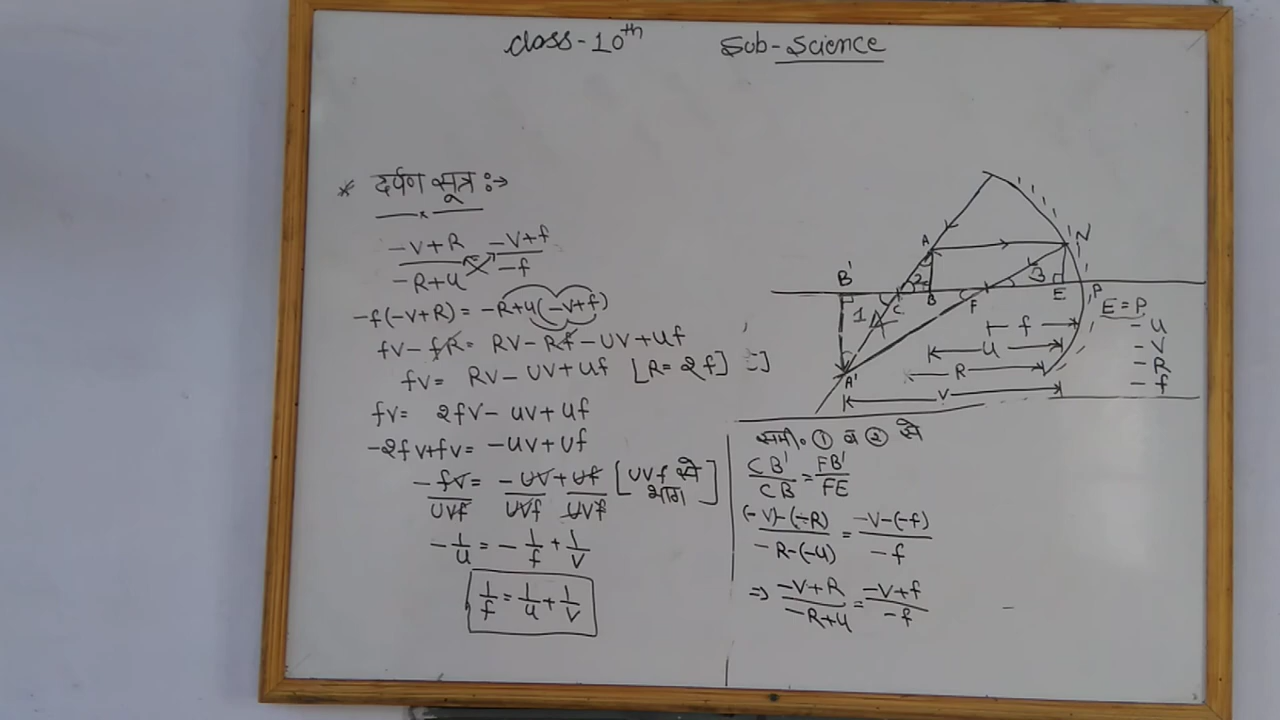 class-10th Sub-Science
* दर्पण सूत्र :→
-v+R / -R+u = -v+f / -f
-f(-v+R) = -R+u(-v+f)
fv-fR = Rv-Rf-uv+uf
fv = Rv-uv+uf [R=2f]
fv = 2fv-uv+uf
-2fv+fv = -uv+uf
-fv/uvf = -uv/uvf + uf/uvf [uvf से भाग]
-1/u = -1/f + 1/v
1/f = 1/u + 1/v
A N
B' 2 3
B E P
1 C F
A'
f
u
R
v
E=P
-u
-v
-R
-f
समी० ① व ② से
CB'/CB = FB'/FE
(-v)-(-R) / -R-(-u) = -v-(-f) / -f
⇒ -v+R / -R+u = -v+f / -f